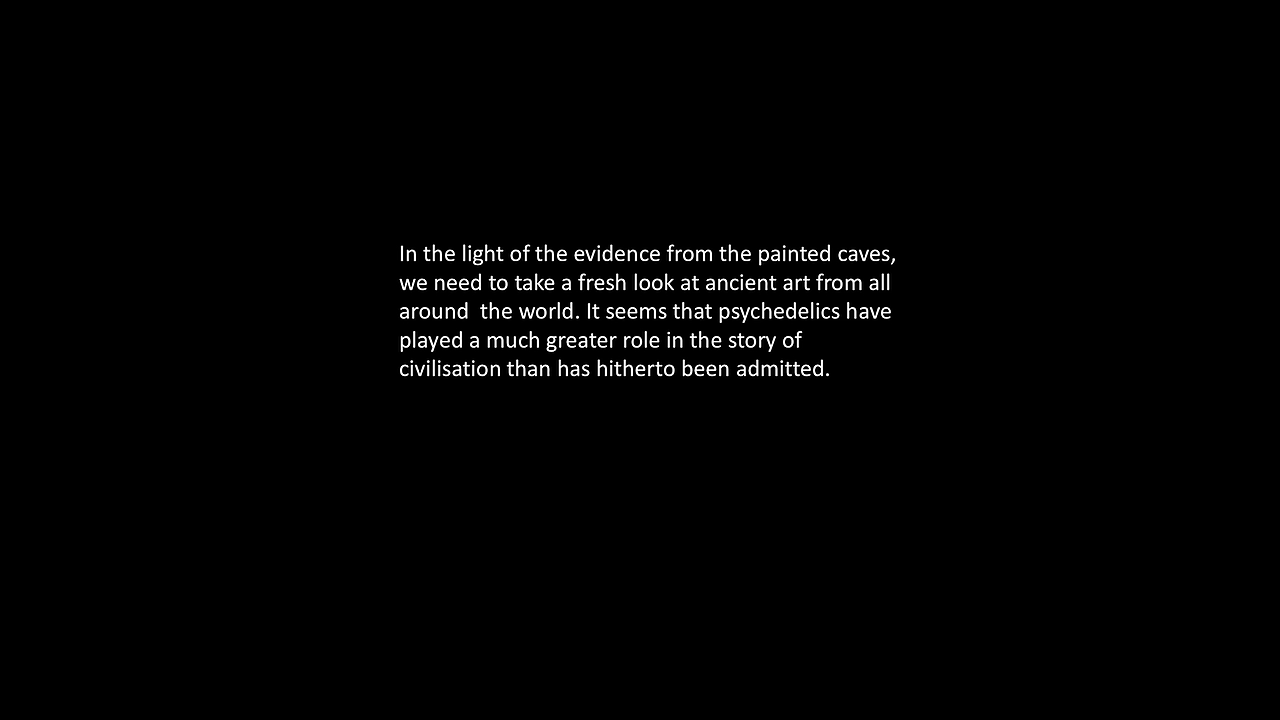 In the light of the evidence from the painted caves,
we need to take a fresh look at ancient art from all
around  the world. It seems that psychedelics have
played a much greater role in the story of
civilisation than has hitherto been admitted.